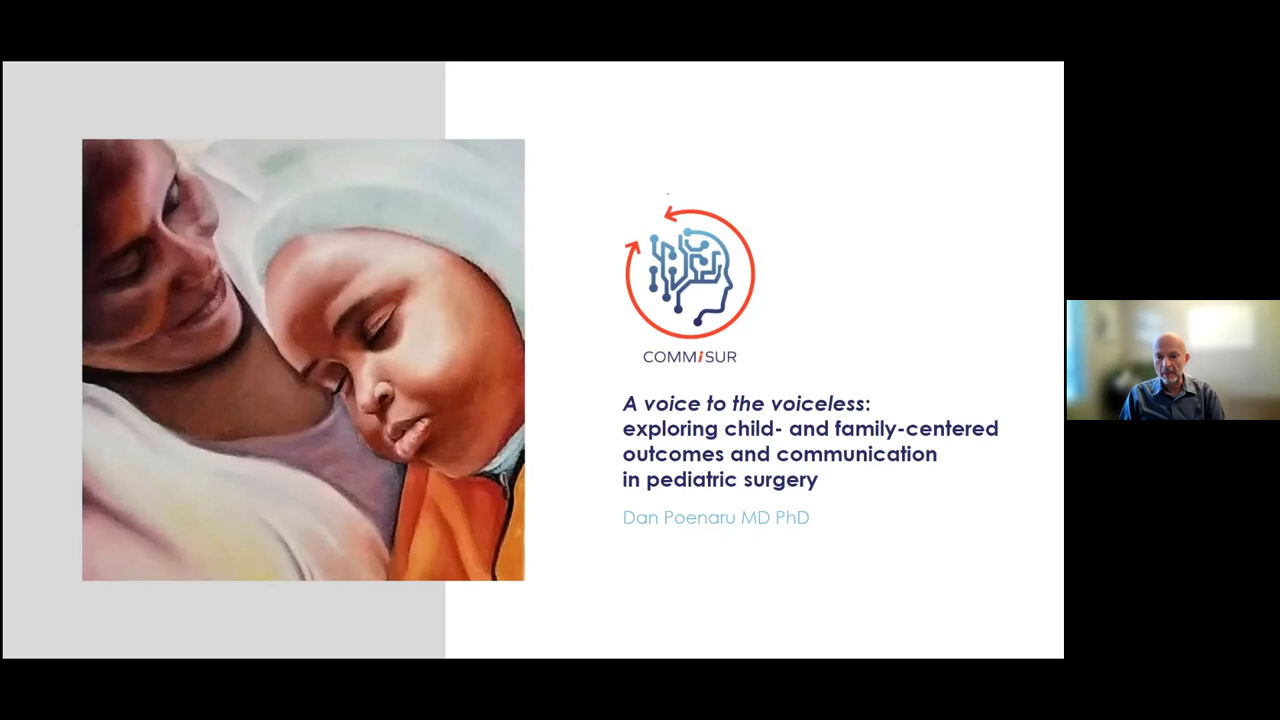 COMMiSUR
A voice to the voiceless:
exploring child- and family-centered
outcomes and communication
in pediatric surgery
Dan Poenaru MD PhD